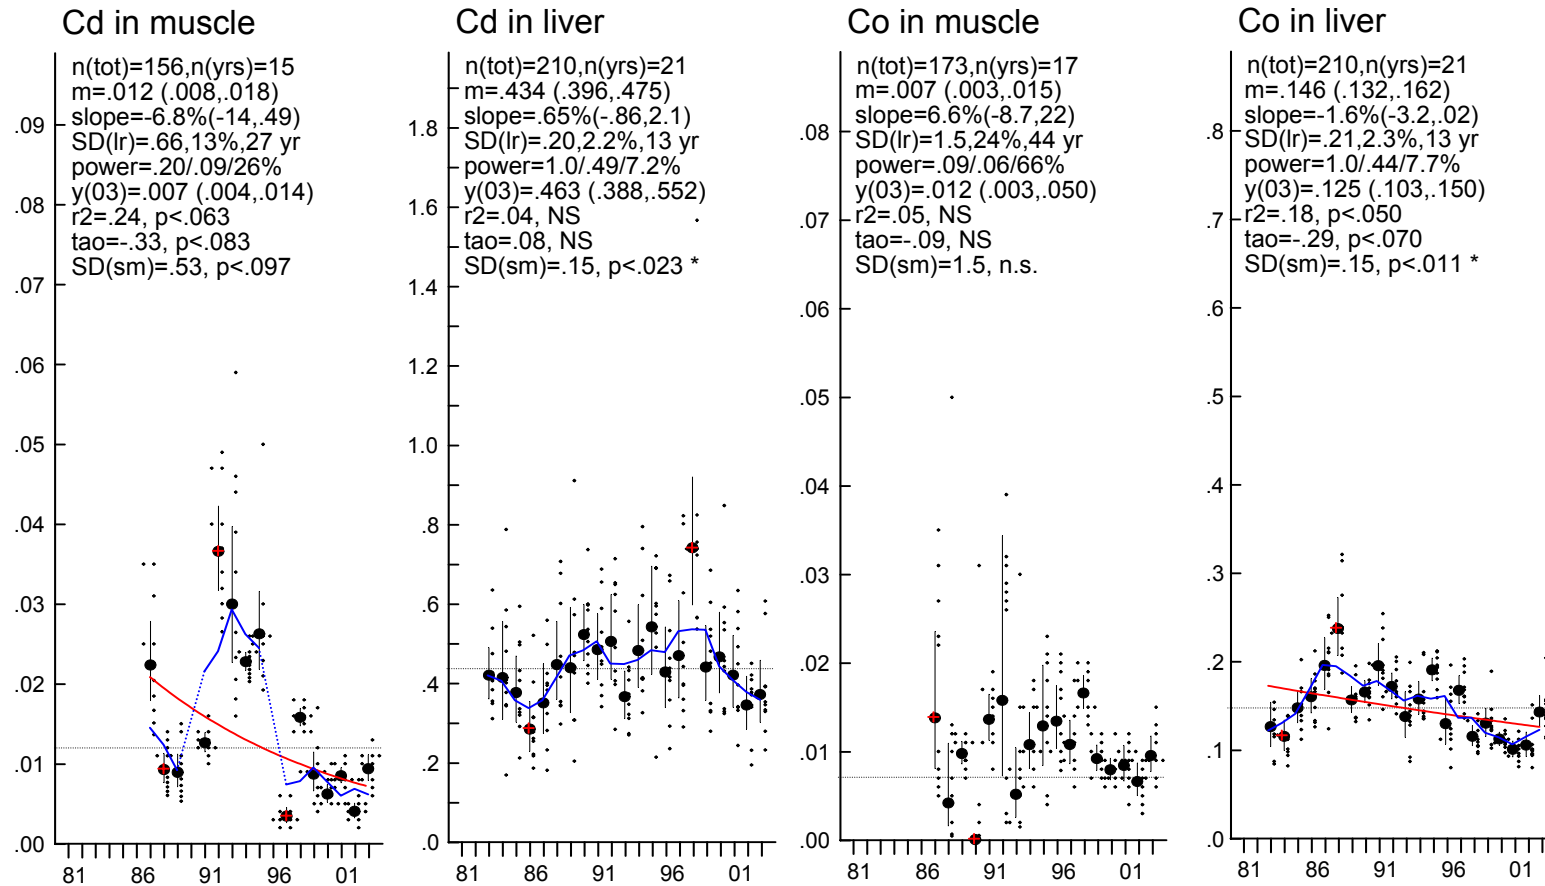 Cd in muscle
n(tot)=156,n(yrs)=15
m=.012 (.008,.018)
slope=-6.8%(-14,.49)
SD(lr)=.66,13%,27 yr
power=.20/.09/26%
y(03)=.007 (.004,.014)
r2=.24, p<.063
tao=-.33, p<.083
SD(sm)=.53, p<.097
.09
.08
.07
.06
.05
.04
.03
.02
.01
.00
81 86 91 96 01
Cd in liver
n(tot)=210,n(yrs)=21
m=.434 (.396,.475)
slope=.65%(-.86,2.1)
SD(lr)=.20,2.2%,13 yr
power=1.0/.49/7.2%
y(03)=.463 (.388,.552)
r2=.04, NS
tao=.08, NS
SD(sm)=.15, p<.023 *
1.8
1.6
1.4
1.2
1.0
.8
.6
.4
.2
.0
81 86 91 96 01
Co in muscle
n(tot)=173,n(yrs)=17
m=.007 (.003,.015)
slope=6.6%(-8.7,22)
SD(lr)=1.5,24%,44 yr
power=.09/.06/66%
y(03)=.012 (.003,.050)
r2=.05, NS
tao=-.09, NS
SD(sm)=1.5, n.s.
.08
.07
.06
.05
.04
.03
.02
.01
.00
81 86 91 96 01
Co in liver
n(tot)=210,n(yrs)=21
m=.146 (.132,.162)
slope=-1.6%(-3.2,.02)
SD(lr)=.21,2.3%,13 yr
power=1.0/.44/7.7%
y(03)=.125 (.103,.150)
r2=.18, p<.050
tao=-.29, p<.070
SD(sm)=.15, p<.011 *
.8
.7
.6
.5
.4
.3
.2
.1
.0
81 86 91 96 01